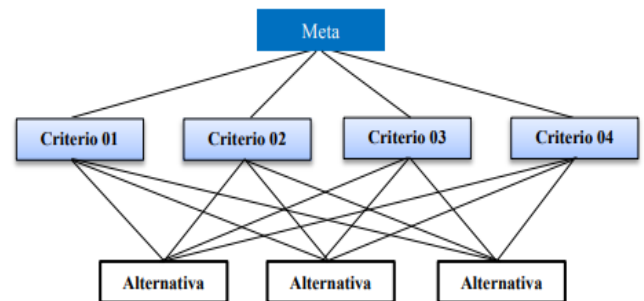 Meta
Criterio 01
Criterio 02
Criterio 03
Criterio 04
Alternativa
Alternativa
Alternativa